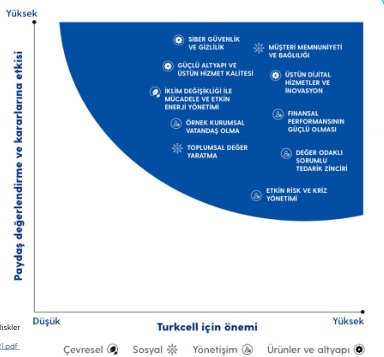 Yüksek
Paydaş değerlendirme ve kararlarına etkisi
SİBER GÜVENLİK
VE GİZLİLİK
MÜŞTERİ MEMNUNİYETİ
VE BAĞLILIĞI
GÜÇLÜ ALTYAPI VE
ÜSTÜN HİZMET KALİTESİ
ÜSTÜN DİJİTAL
HİZMETLER VE
İNOVASYON
İKLİM DEĞİŞİKLİĞİ İLE
MÜCADELE VE ETKİN
ENERJİ YÖNETİMİ
FİNANSAL
PERFORMANSININ
GÜÇLÜ OLMASI
ÖRNEK KURUMSAL
VATANDAŞ OLMA
TOPLUMSAL DEĞER
YARATMA
DEĞER ODAKLI
SORUMLU
TEDARİK ZİNCİRİ
ETKİN RİSK VE KRİZ
YÖNETİMİ
Düşük
Turkcell için önemi
Yüksek
riskler
21.pdf
Çevresel
Sosyal
Yönetişim
Ürünler ve altyapı